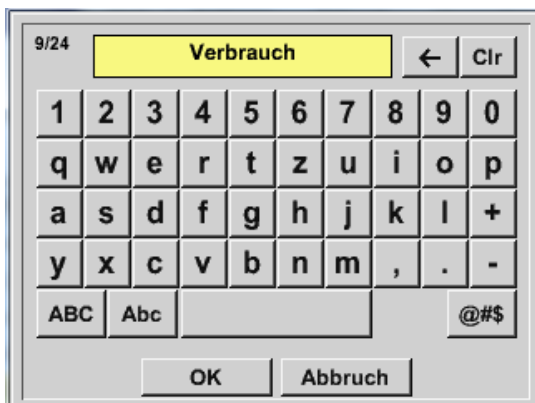 9/24 Verbrauch ← Clr
1 2 3 4 5 6 7 8 9 0
q w e r t z u i o p
a s d f g h j k l +
y x c v b n m , . -
ABC Abc @#$
OK Abbruch